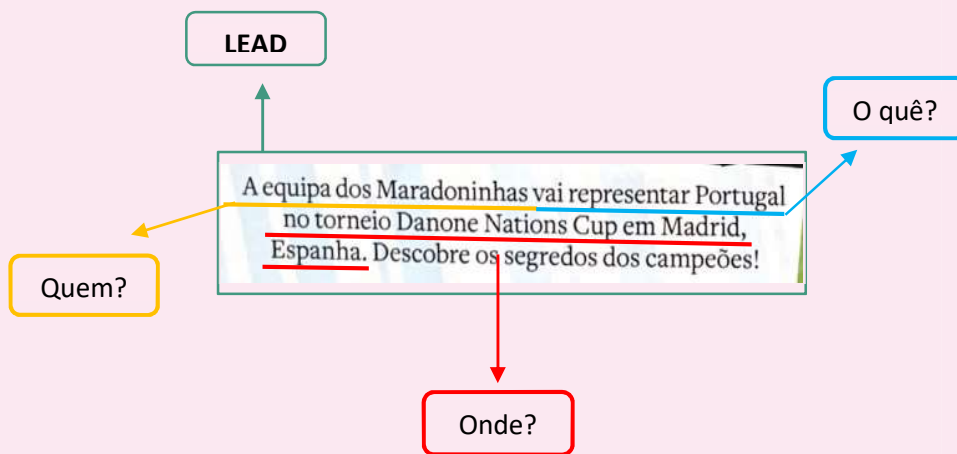 LEAD
O quê?
A equipa dos Maradoninhas vai representar Portugal
no torneio Danone Nations Cup em Madrid,
Espanha. Descobre os segredos dos campeões!
Quem?
Onde?